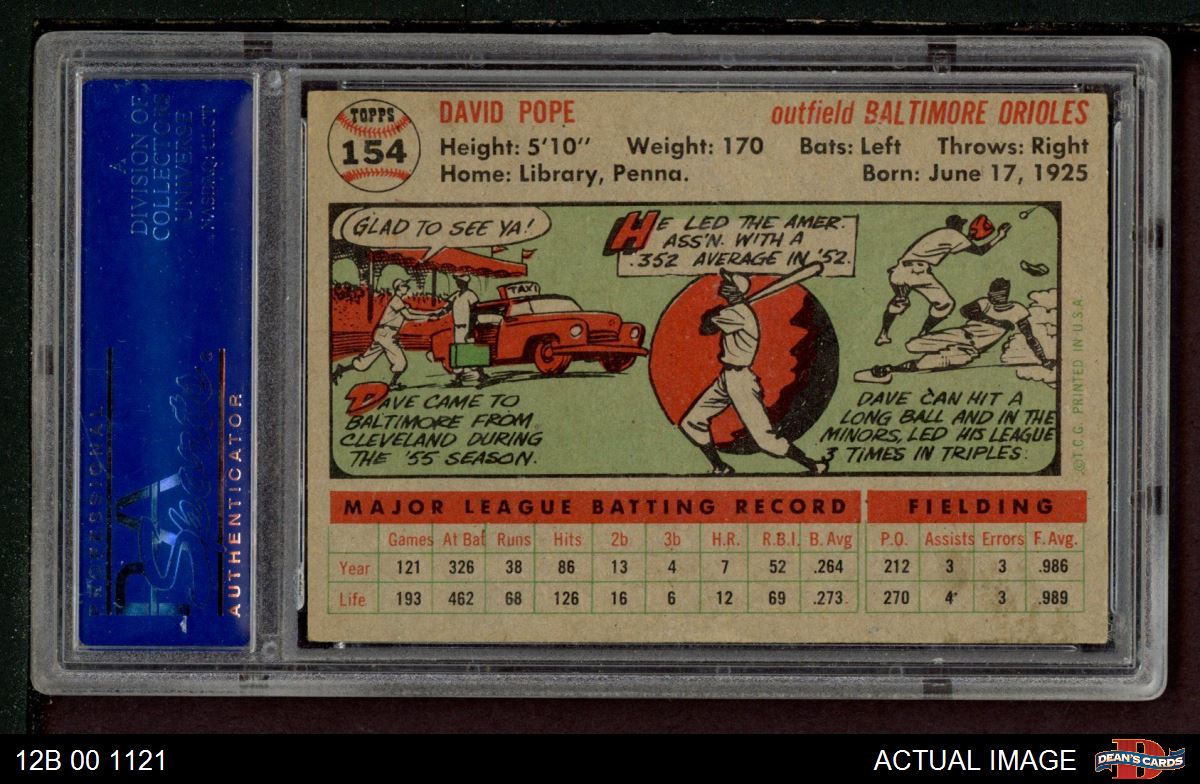 A
DIVISION OF
COLLECTORS
UNIVERSE
NASDAQ: CLCT
PROFESSIONAL
PSA
Sports
AUTHENTICATOR
TOPPS
154
DAVID POPE
outfield BALTIMORE ORIOLES
Height: 5'10" Weight: 170 Bats: Left Throws: Right
Home: Library, Penna. Born: June 17, 1925
GLAD TO SEE YA!
TAXI
DAVE CAME TO
BALTIMORE FROM
CLEVELAND DURING
THE '55 SEASON.
HE LED THE AMER.
ASS'N. WITH A
.352 AVERAGE IN '52.
DAVE CAN HIT A
LONG BALL AND IN THE
MINORS, LED HIS LEAGUE
3 TIMES IN TRIPLES.
©T.C.G. PRINTED IN U.S.A.
MAJOR LEAGUE BATTING RECORD FIELDING
Games At Bat Runs Hits 2b 3b H.R. R.B.I. B. Avg P.O. Assists Errors F. Avg.
Year 121 326 38 86 13 4 7 52 .264 212 3 3 .986
Life 193 462 68 126 16 6 12 69 .273 270 4 3 .989
12B 00 1121
ACTUAL IMAGE
D
DEAN'S CARDS